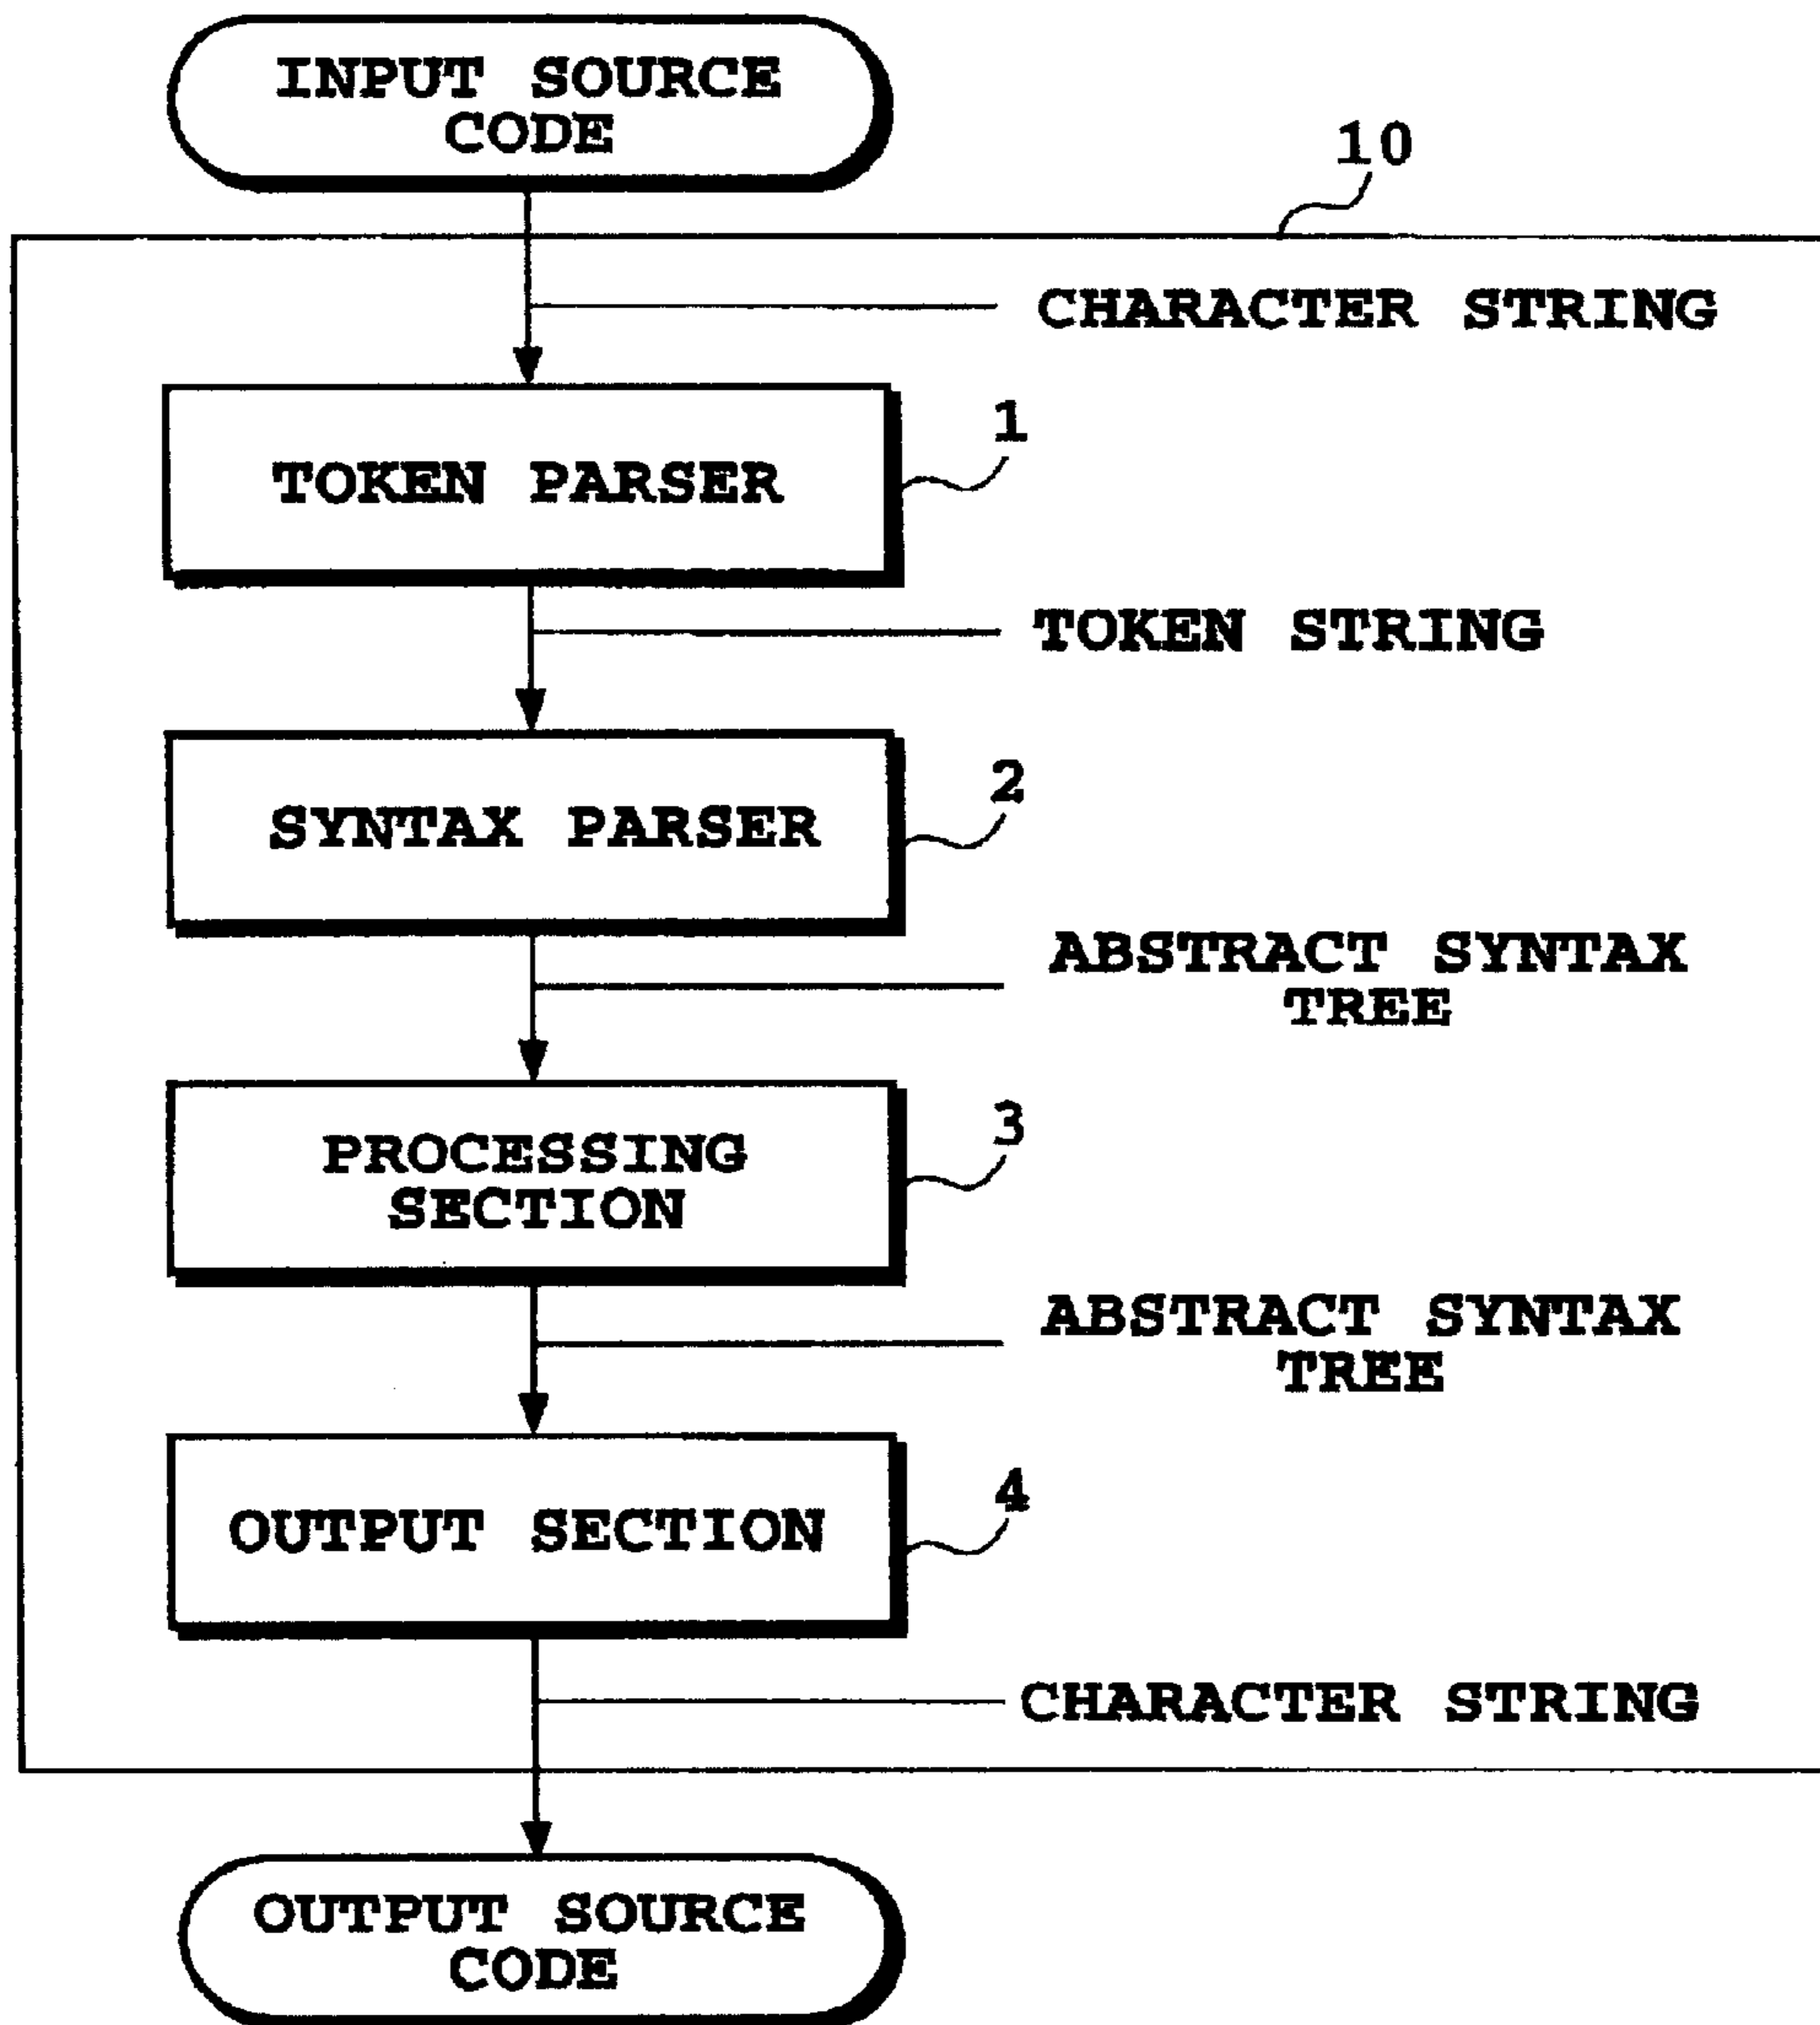 INPUT SOURCE
CODE
10
CHARACTER STRING
1
TOKEN PARSER
TOKEN STRING
2
SYNTAX PARSER
ABSTRACT SYNTAX
TREE
3
PROCESSING
SECTION
ABSTRACT SYNTAX
TREE
4
OUTPUT SECTION
CHARACTER STRING
OUTPUT SOURCE
CODE